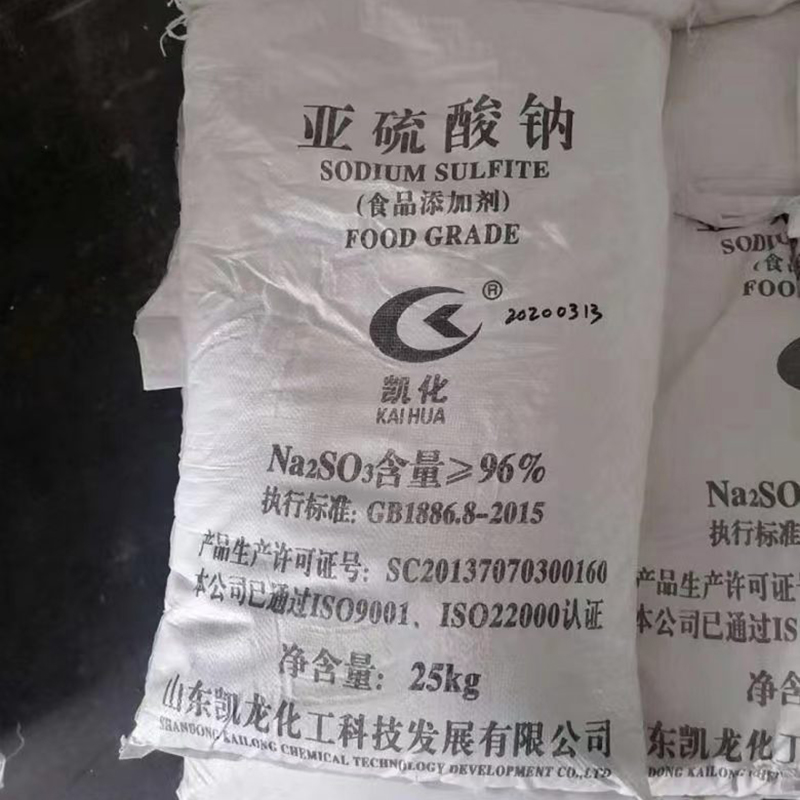 亚硫酸钠
SODIUM SULFITE
(食品添加剂)
FOOD GRADE
®
20200313
凯化
KAIHUA
Na2SO3含量≥96%
执行标准: GB1886.8-2015
产品生产许可证号: SC20137070300160
本公司已通过ISO9001、ISO22000认证
净含量: 25kg
山东凯龙化工科技发展有限公司
SHANDONG KAILONG CHEMICAL TECHNOLOGY DEVELOPMENT CO.,LTD
SODIU
(食
FOO
Na2SO
执行标准
产品生产许可证
本公司已通过IS
净含
东凯龙化
DONG KAILONG